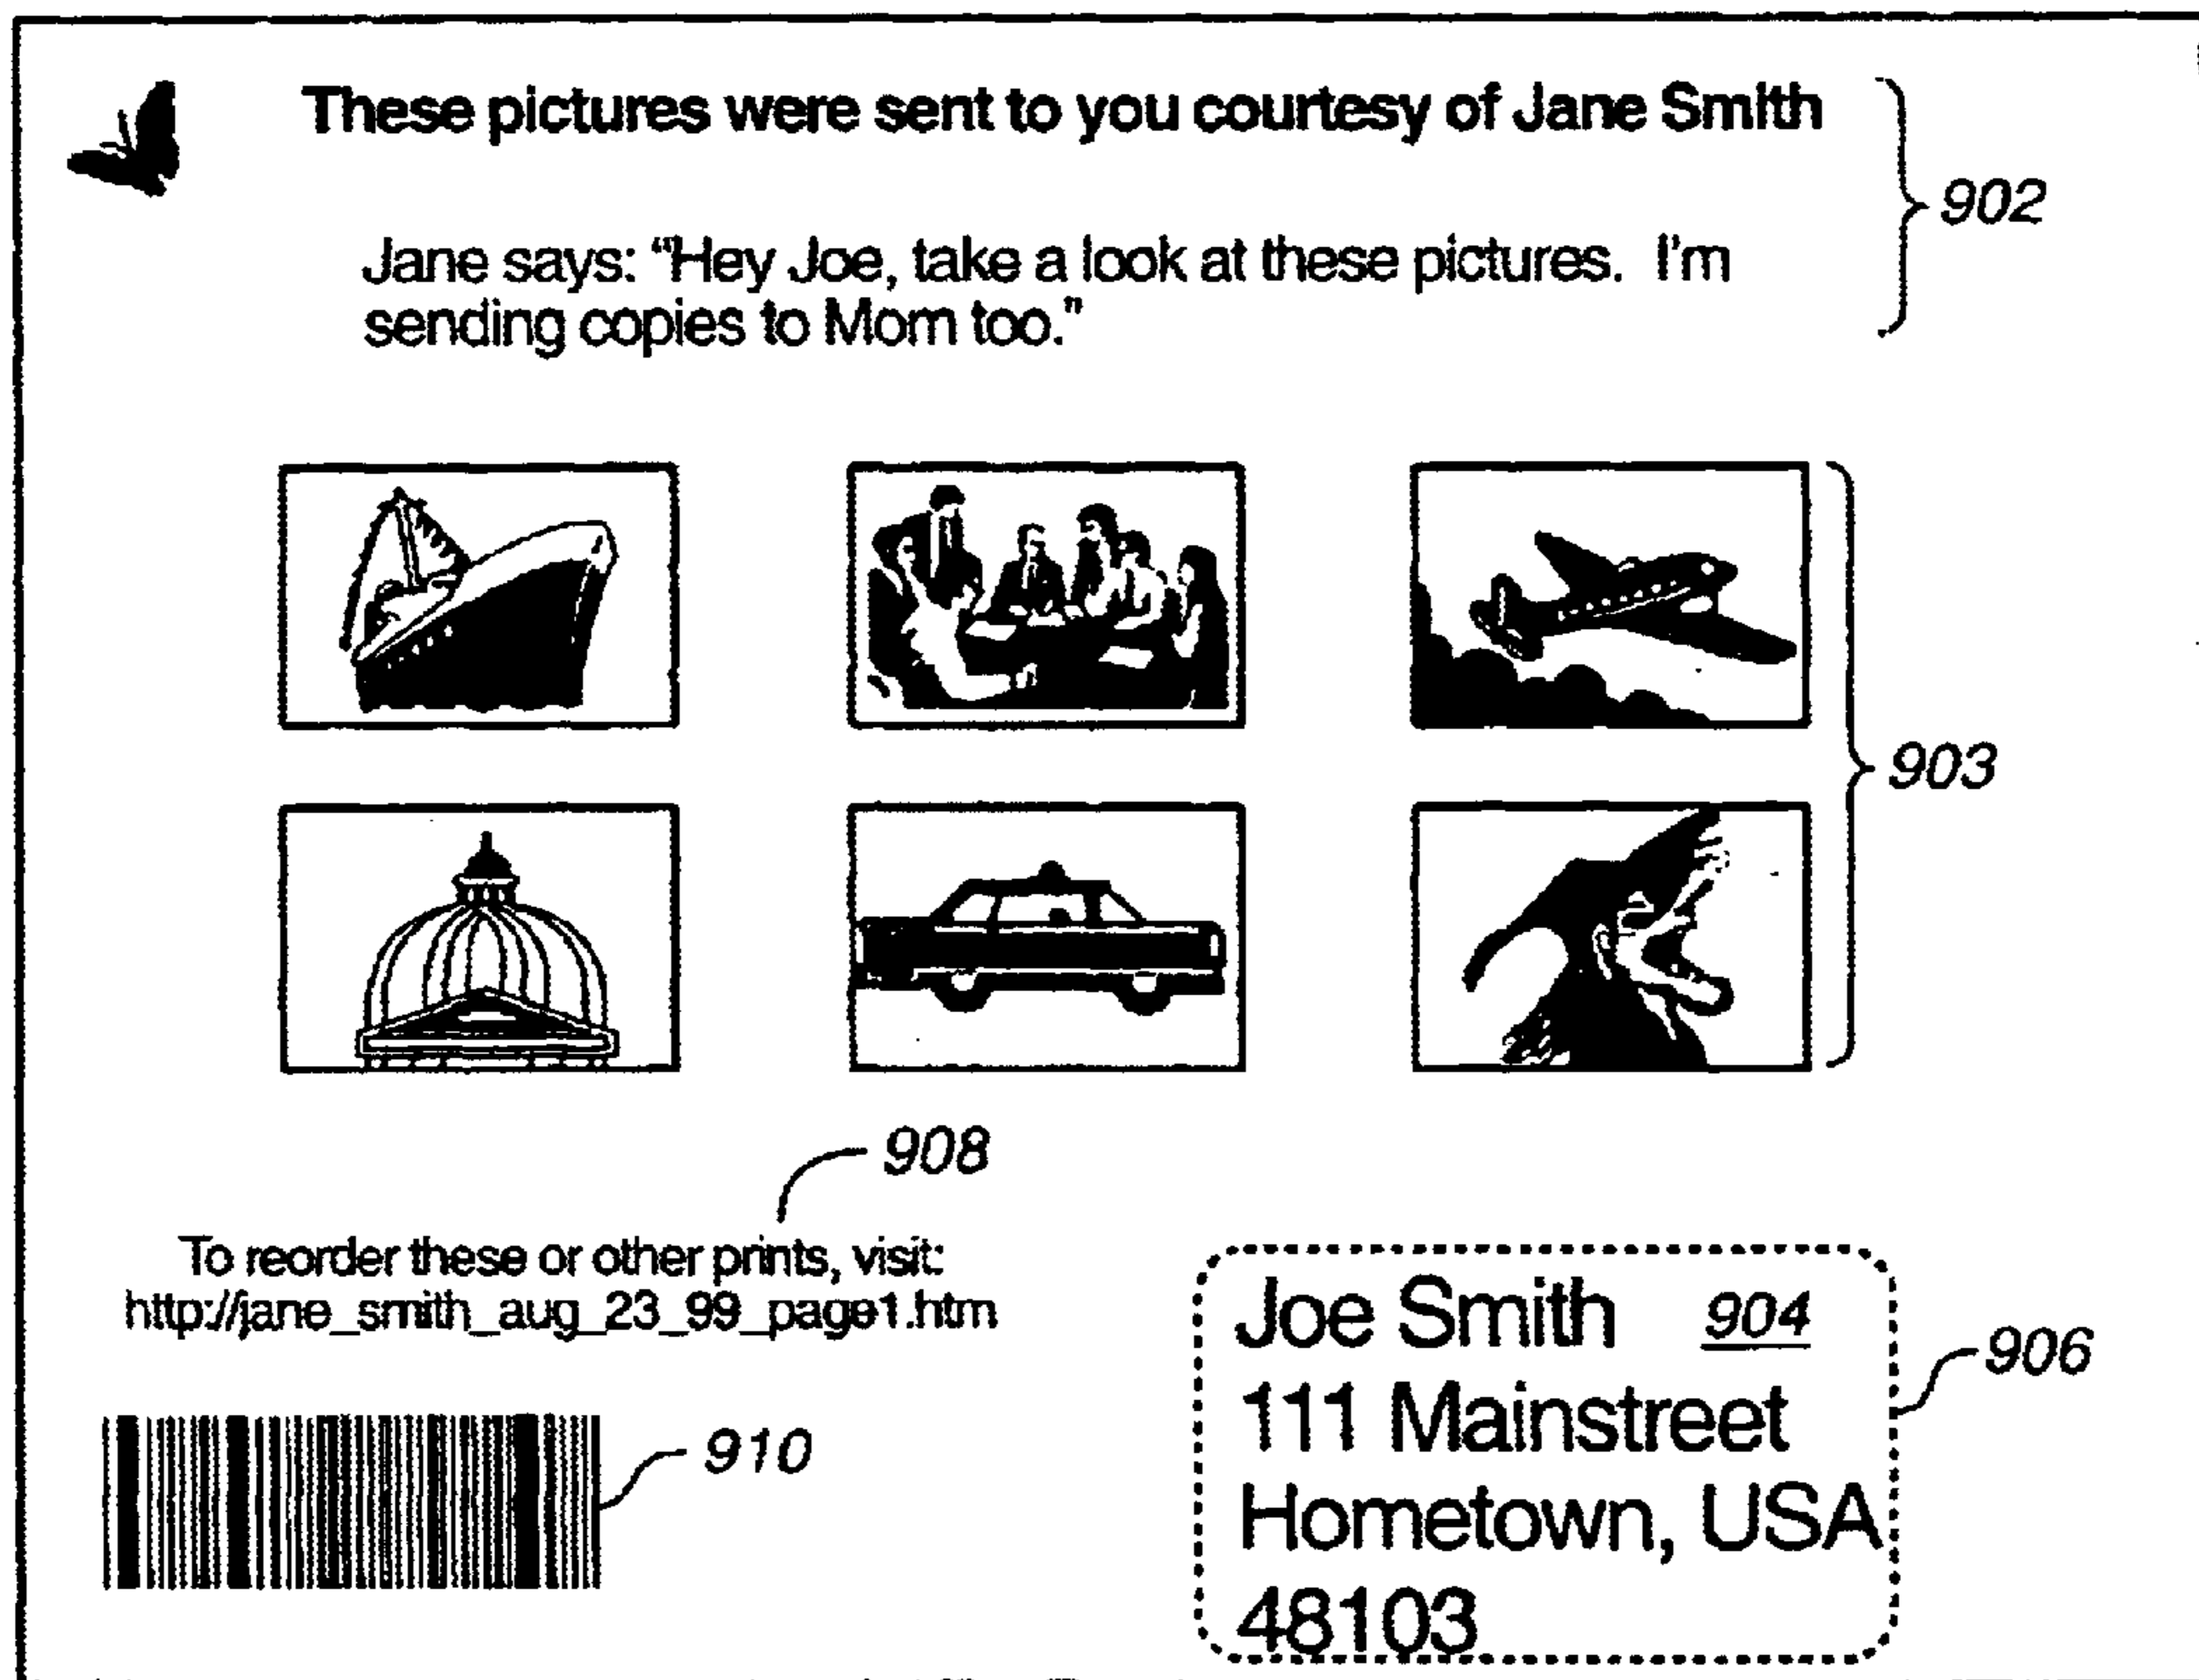 These pictures were sent to you courtesy of Jane Smith
902
Jane says: “Hey Joe, take a look at these pictures.  I'm
sending copies to Mom too.”
903
908
To reorder these or other prints, visit:
http://jane_smith_aug_23_99_page1.htm
910
Joe Smith 904
906
111 Mainstreet
Hometown, USA
48103